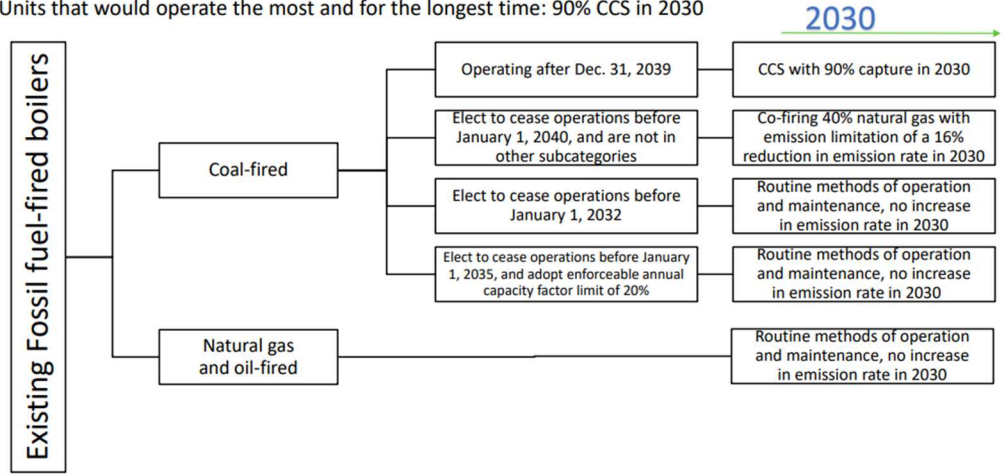 Units that would operate the most and for the longest time: 90% CCS in 2030
2030
Existing Fossil fuel-fired boilers
Coal-fired
Operating after Dec. 31, 2039
CCS with 90% capture in 2030
Elect to cease operations before
January 1, 2040, and are not in
other subcategories
Co-firing 40% natural gas with
emission limitation of a 16%
reduction in emission rate in 2030
Elect to cease operations before
January 1, 2032
Routine methods of operation
and maintenance, no increase
in emission rate in 2030
Elect to cease operations before January
1, 2035, and adopt enforceable annual
capacity factor limit of 20%
Routine methods of operation
and maintenance, no increase
in emission rate in 2030
Natural gas
and oil-fired
Routine methods of operation
and maintenance, no increase
in emission rate in 2030